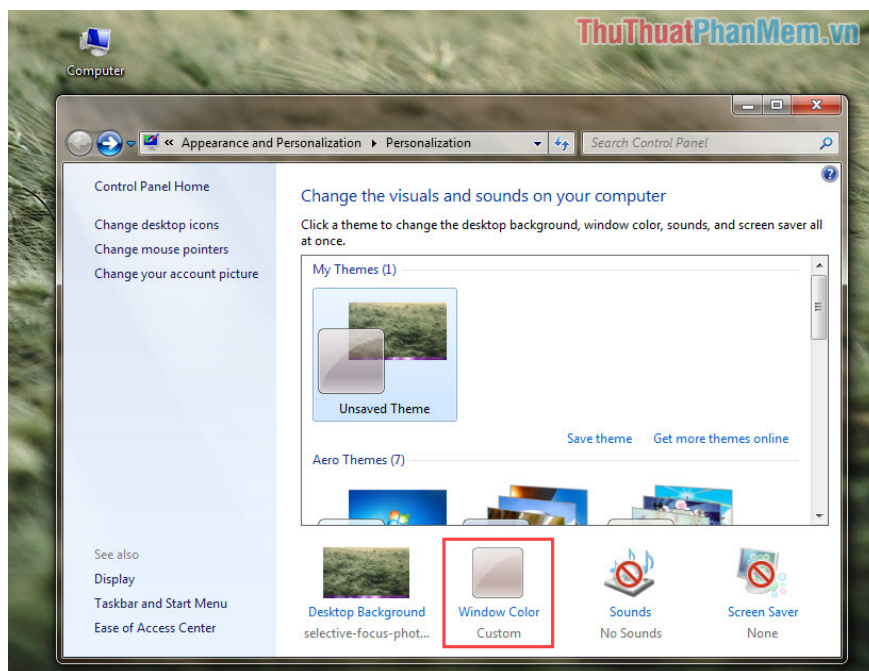 ThuThuatPhanMem.vn
Computer
« Appearance and Personalization ▸ Personalization
Search Control Panel
Control Panel Home
Change desktop icons
Change mouse pointers
Change your account picture
Change the visuals and sounds on your computer
Click a theme to change the desktop background, window color, sounds, and screen saver all
at once.
My Themes (1)
Unsaved Theme
Save theme Get more themes online
Aero Themes (7)
See also
Display
Taskbar and Start Menu
Ease of Access Center
Desktop Background
selective-focus-phot...
Window Color
Custom
Sounds
No Sounds
Screen Saver
None